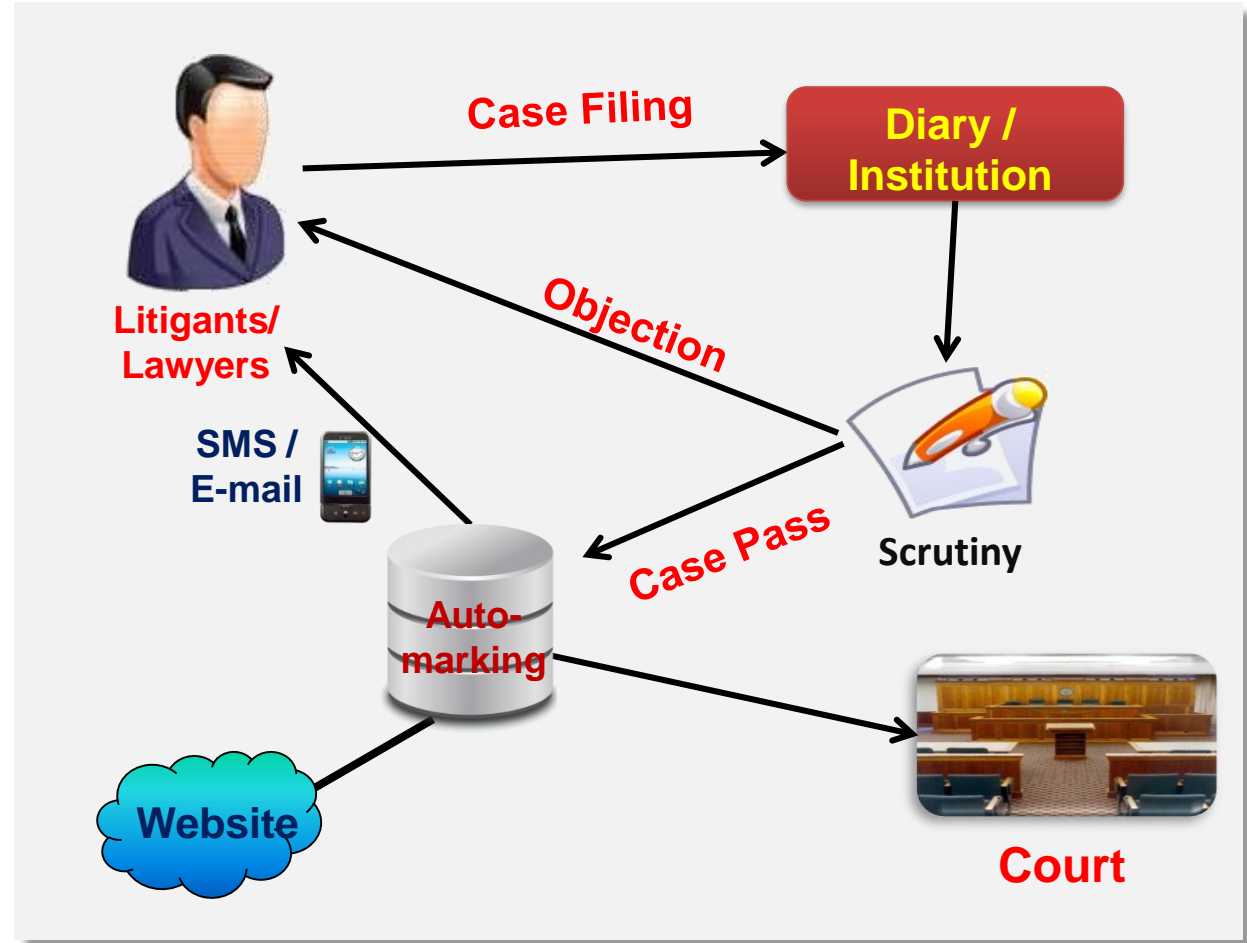 Case Filing
Diary /
Institution
Litigants/
Lawyers
Objection
SMS /
E-mail
Case Pass
Scrutiny
Auto-
marking
Website
Court